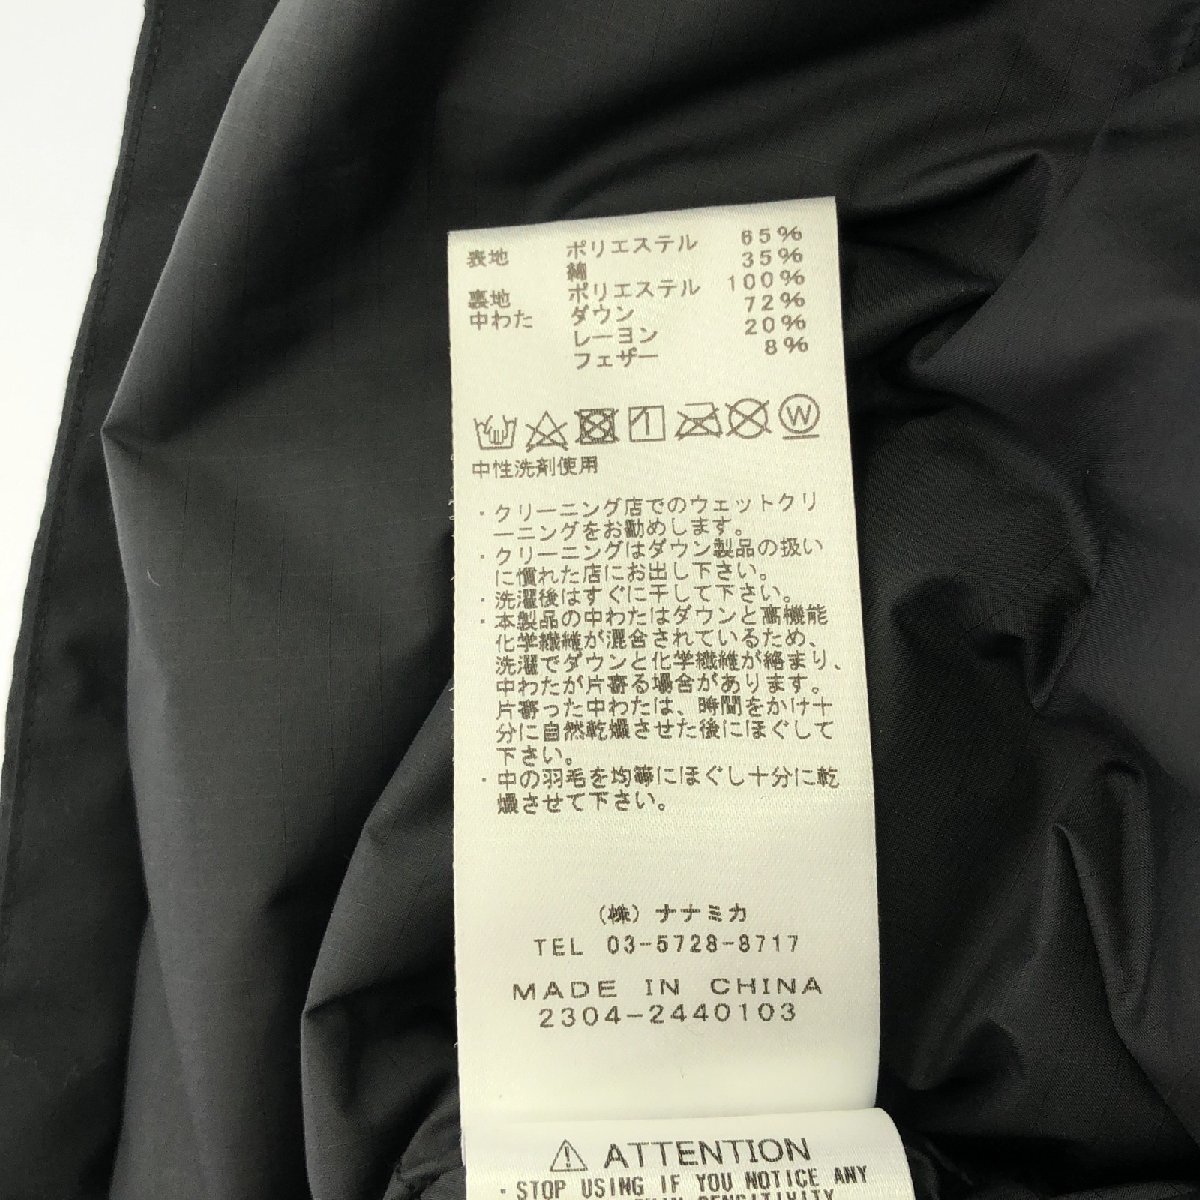 表地 ポリエステル 65%
綿 35%
裏地 ポリエステル 100%
中わた ダウン 72%
レーヨン 20%
フェザー 8%
W
中性洗剤使用
・クリーニング店でのウェットクリ
ーニングをお勧めします。
・クリーニングはダウン製品の扱い
に慣れた店にお出し下さい。
・洗濯後はすぐに干して下さい。
・本製品の中わたはダウンと高機能
化学繊維が混合されているため、
洗濯でダウンと化学繊維が絡まり、
中わたが片寄る場合があります。
片寄った中わたは、時間をかけ十
分に自然乾燥させた後にほぐして
下さい。
・中の羽毛を均等にほぐし十分に乾
燥させて下さい。
(株)ナナミカ
TEL 03-5728-8717
MADE IN CHINA
2304-2440103
⚠ ATTENTION
・STOP USING IF YOU NOTICE ANY
SKIN SENSITIVITY